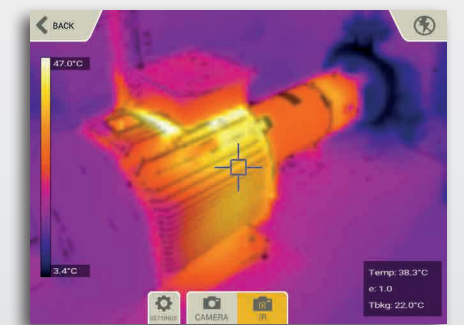 BACK
47.0°C
3.4°C
SETTINGS
CAMERA
IR
Temp: 38.3°C
e: 1.0
Tbkg: 22.0°C